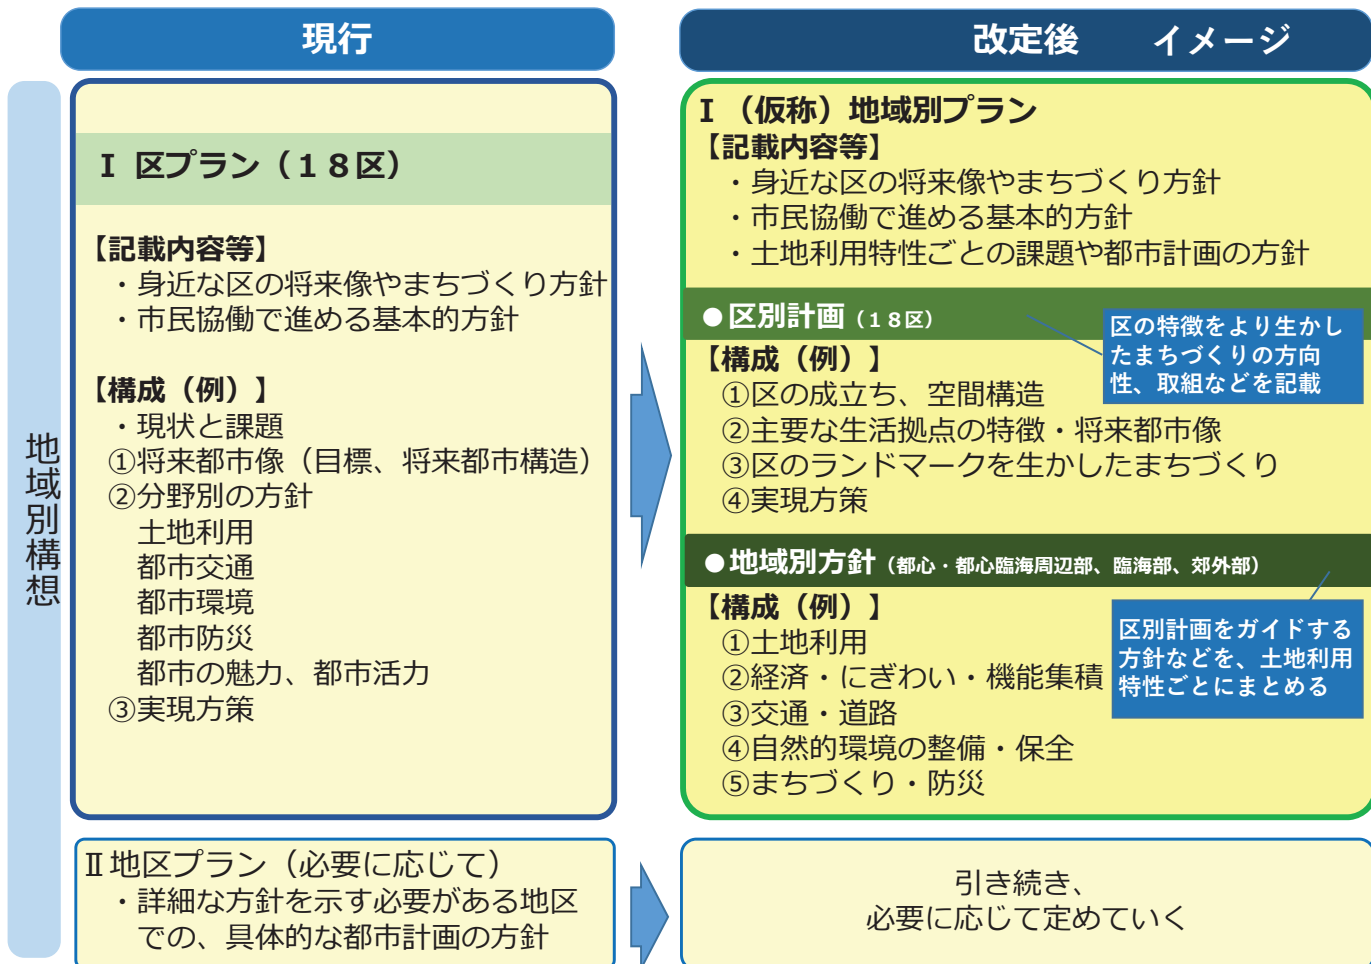 現行
改定後　イメージ
地域別構想
Ⅰ 区プラン（１８区）
【記載内容等】
・身近な区の将来像やまちづくり方針
・市民協働で進める基本的方針
【構成（例）】
・現状と課題
①将来都市像（目標、将来都市構造）
②分野別の方針
土地利用
都市交通
都市環境
都市防災
都市の魅力、都市活力
③実現方策
Ⅰ（仮称）地域別プラン
【記載内容等】
・身近な区の将来像やまちづくり方針
・市民協働で進める基本的方針
・土地利用特性ごとの課題や都市計画の方針
●区別計画（１８区）
区の特徴をより生かし
たまちづくりの方向
性、取組などを記載
【構成（例）】
①区の成立ち、空間構造
②主要な生活拠点の特徴・将来都市像
③区のランドマークを生かしたまちづくり
④実現方策
●地域別方針（都心・都心臨海周辺部、臨海部、郊外部）
区別計画をガイドする
方針などを、土地利用
特性ごとにまとめる
【構成（例）】
①土地利用
②経済・にぎわい・機能集積
③交通・道路
④自然的環境の整備・保全
⑤まちづくり・防災
Ⅱ地区プラン（必要に応じて）
・詳細な方針を示す必要がある地区
での、具体的な都市計画の方針
引き続き、
必要に応じて定めていく